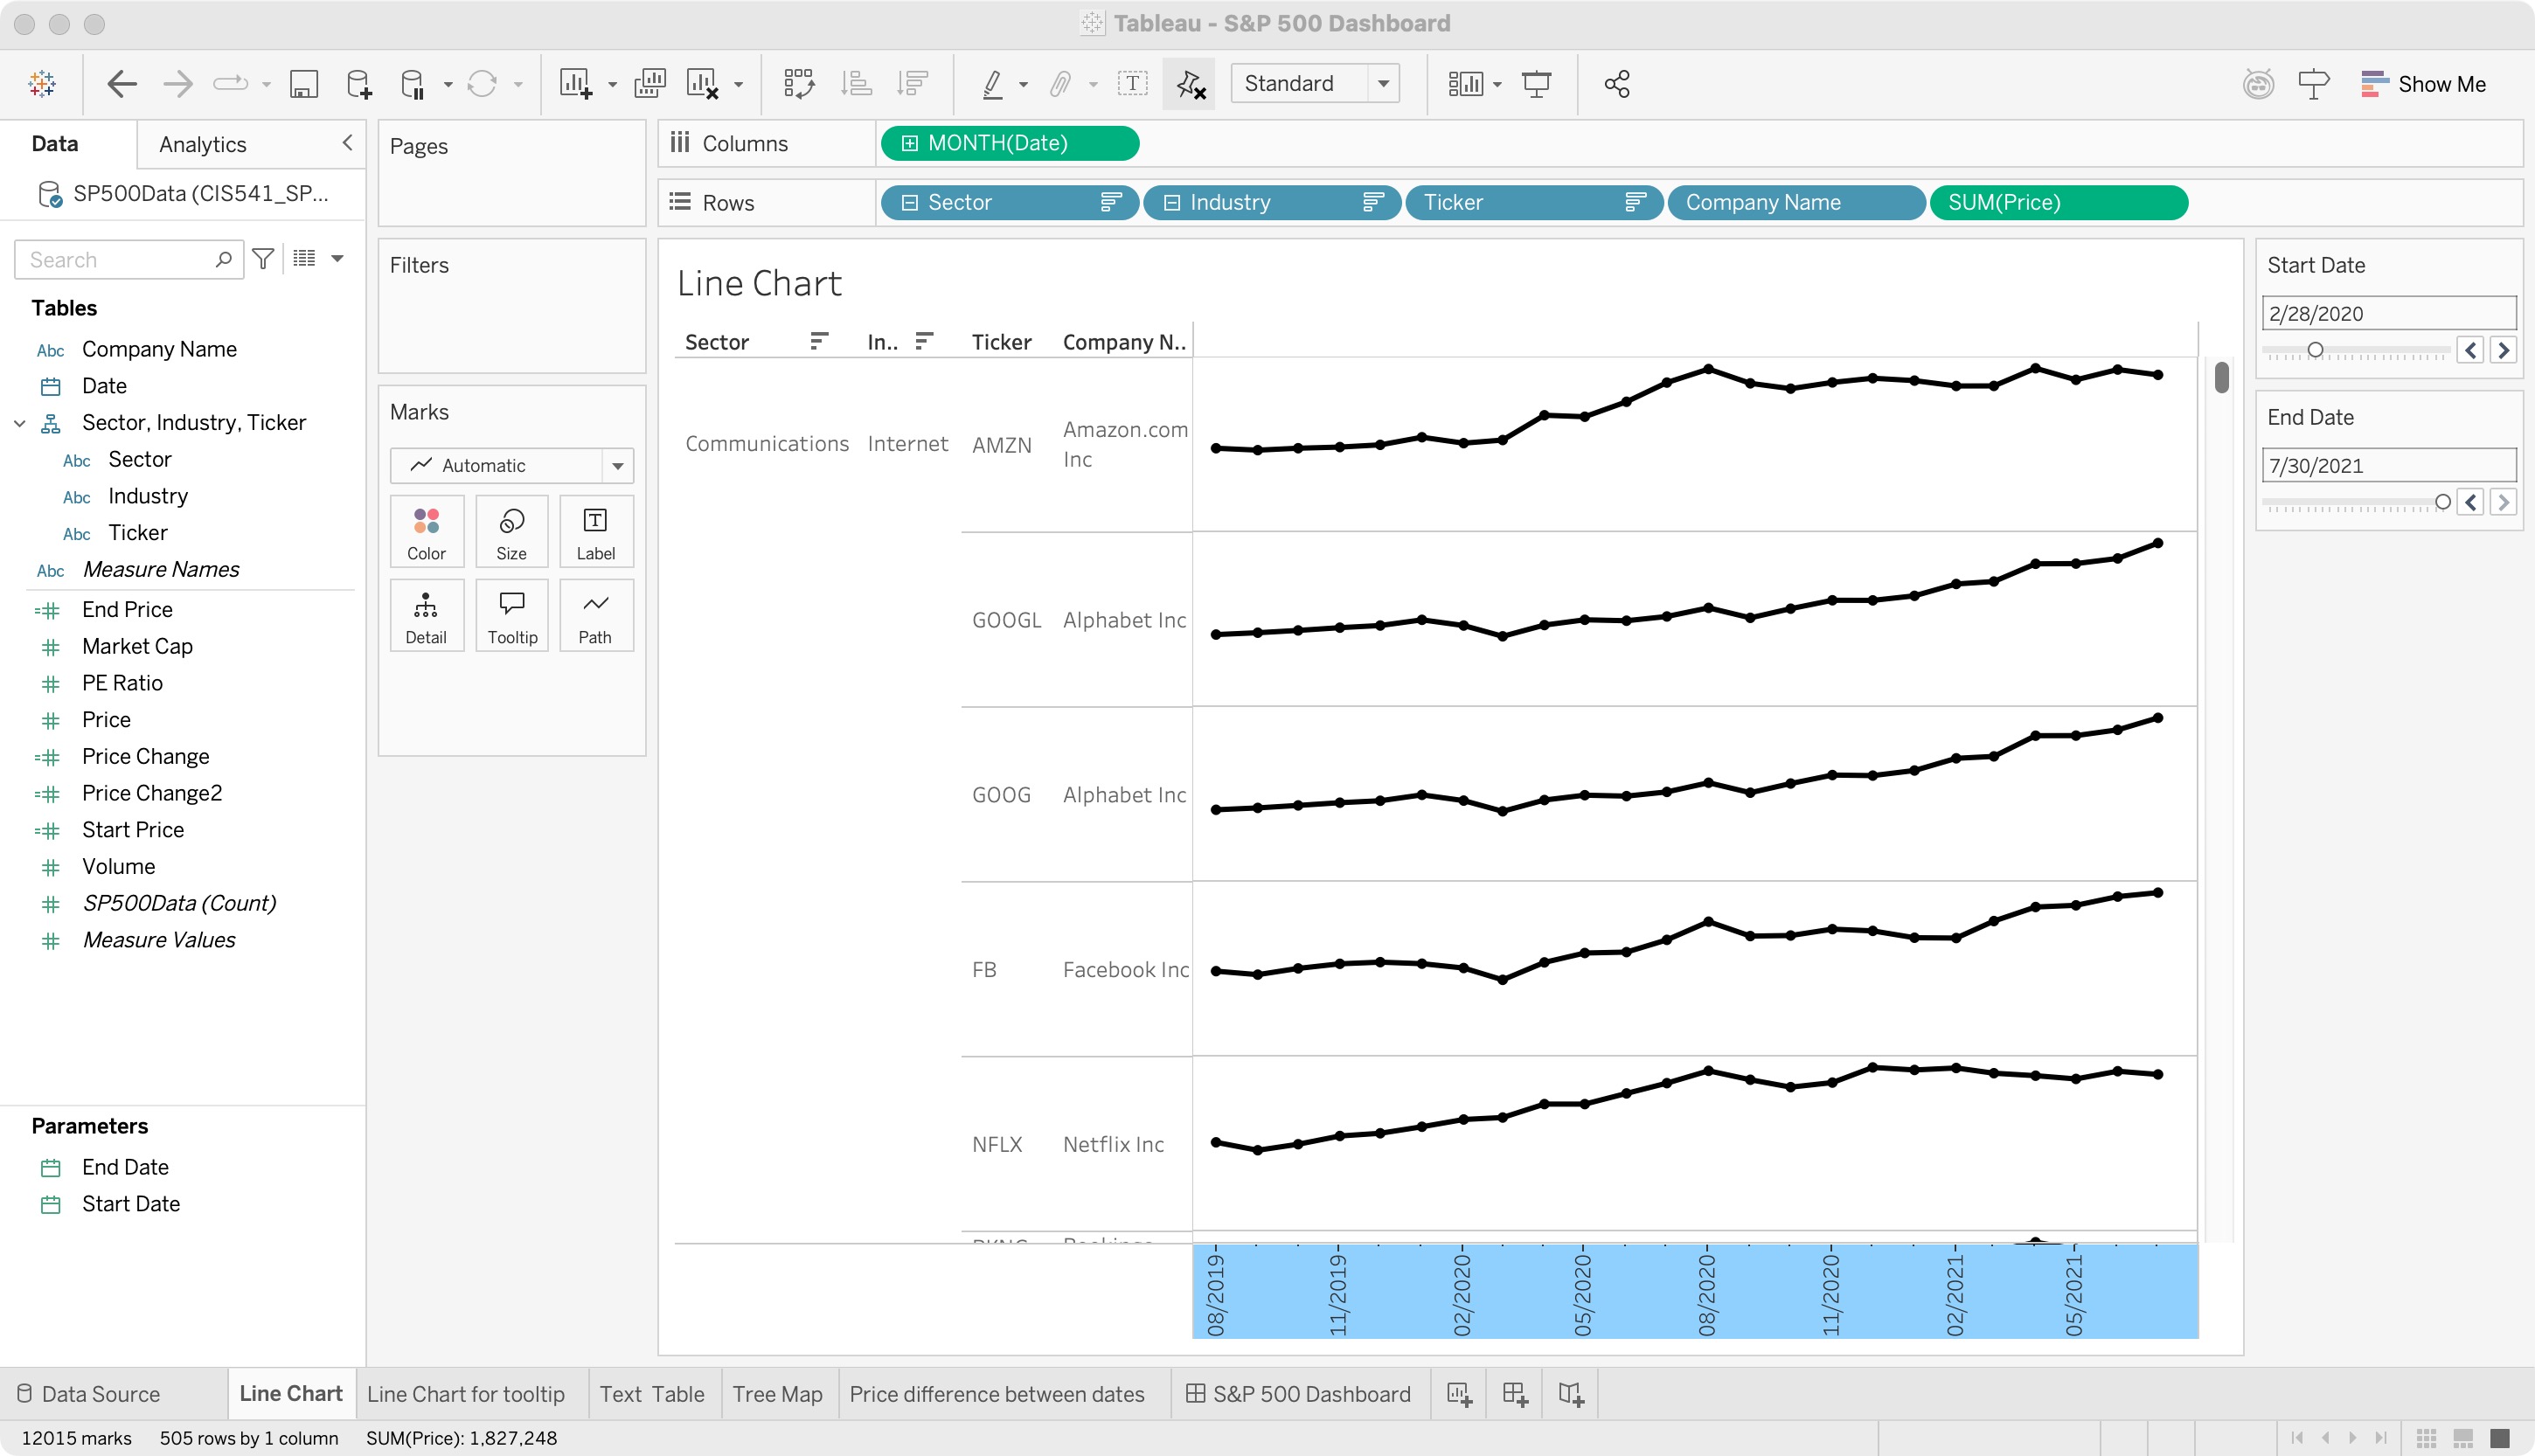 Tableau - S&P 500 Dashboard
Standard
Show Me
Data
Analytics
Pages
Columns
MONTH(Date)
SP500Data (CIS541_SP...
Rows
Sector
Industry
Ticker
Company Name
SUM(Price)
Search
Filters
Line Chart
Start Date
2/28/2020
End Date
7/30/2021
Tables
Abc Company Name
Date
Sector, Industry, Ticker
Abc Sector
Abc Industry
Abc Ticker
Abc Measure Names
End Price
Market Cap
PE Ratio
Price
Price Change
Price Change2
Start Price
Volume
SP500Data (Count)
Measure Values
Parameters
End Date
Start Date
Marks
Automatic
Color
Size
Label
Detail
Tooltip
Path
Sector
In..
Ticker
Company N..
Communications
Internet
AMZN
Amazon.com
Inc
GOOGL
Alphabet Inc
GOOG
Alphabet Inc
FB
Facebook Inc
NFLX
Netflix Inc
08/2019
11/2019
02/2020
05/2020
08/2020
11/2020
02/2021
05/2021
Data Source
Line Chart
Line Chart for tooltip
Text Table
Tree Map
Price difference between dates
S&P 500 Dashboard
12015 marks
505 rows by 1 column
SUM(Price): 1,827,248